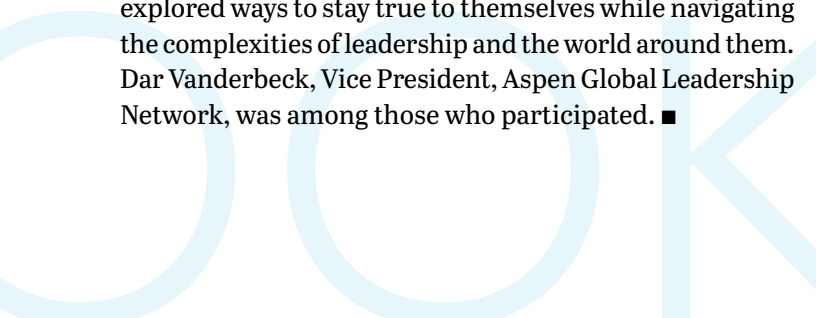 explored ways to stay true to themselves while navigating
the complexities of leadership and the world around them.
Dar Vanderbeck, Vice President, Aspen Global Leadership
Network, was among those who participated. ■
OOK